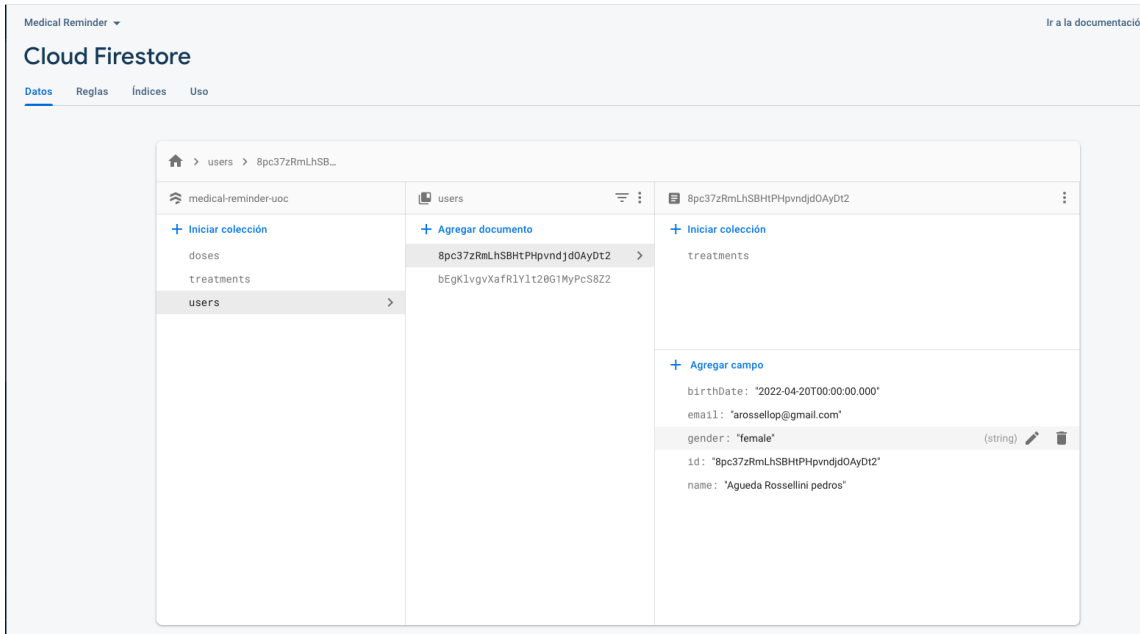 Medical Reminder
Ir a la documentació
Cloud Firestore
Datos Reglas Índices Uso
users 8pc37zRmLhSB...
medical-reminder-uoc
users
8pc37zRmLhSBHtPHpvndjdOAyDt2
Iniciar colección
Agregar documento
Iniciar colección
doses
8pc37zRmLhSBHtPHpvndjdOAyDt2
treatments
treatments
bEgKlvgvXafRlYlt20G1MyPcS8Z2
users
Agregar campo
birthDate: "2022-04-20T00:00:00.000"
email: "arossellop@gmail.com"
gender: "female" (string)
id: "8pc37zRmLhSBHtPHpvndjdOAyDt2"
name: "Agueda Rossellini pedros"